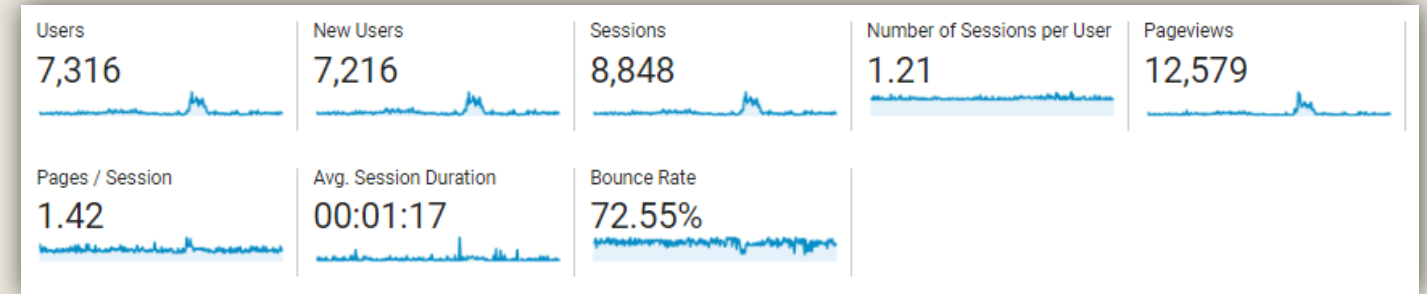 Users
7,316
New Users
7,216
Sessions
8,848
Number of Sessions per User
1.21
Pageviews
12,579
Pages / Session
1.42
Avg. Session Duration
00:01:17
Bounce Rate
72.55%